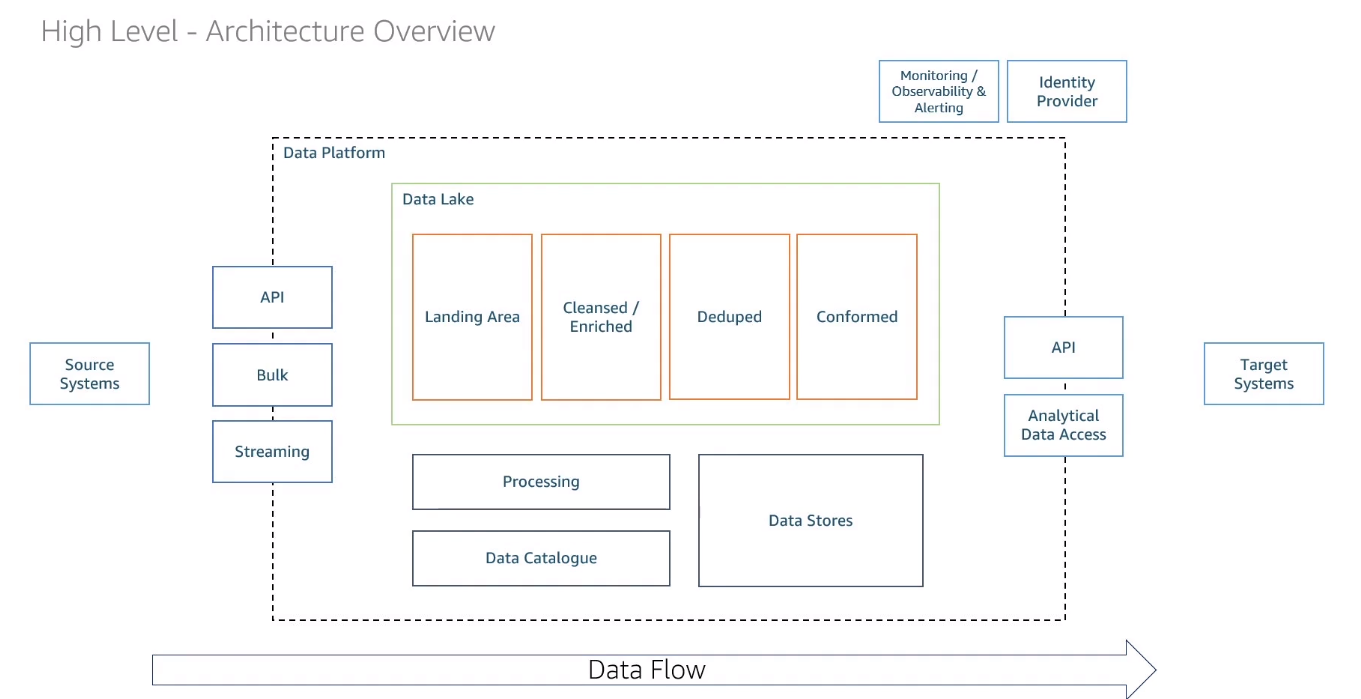 High Level - Architecture Overview
Monitoring /
Observability &
Alerting
Identity
Provider
Data Platform
Data Lake
Landing Area
Cleansed /
Enriched
Deduped
Conformed
API
Bulk
Streaming
Source
Systems
API
Analytical
Data Access
Target
Systems
Processing
Data Catalogue
Data Stores
Data Flow